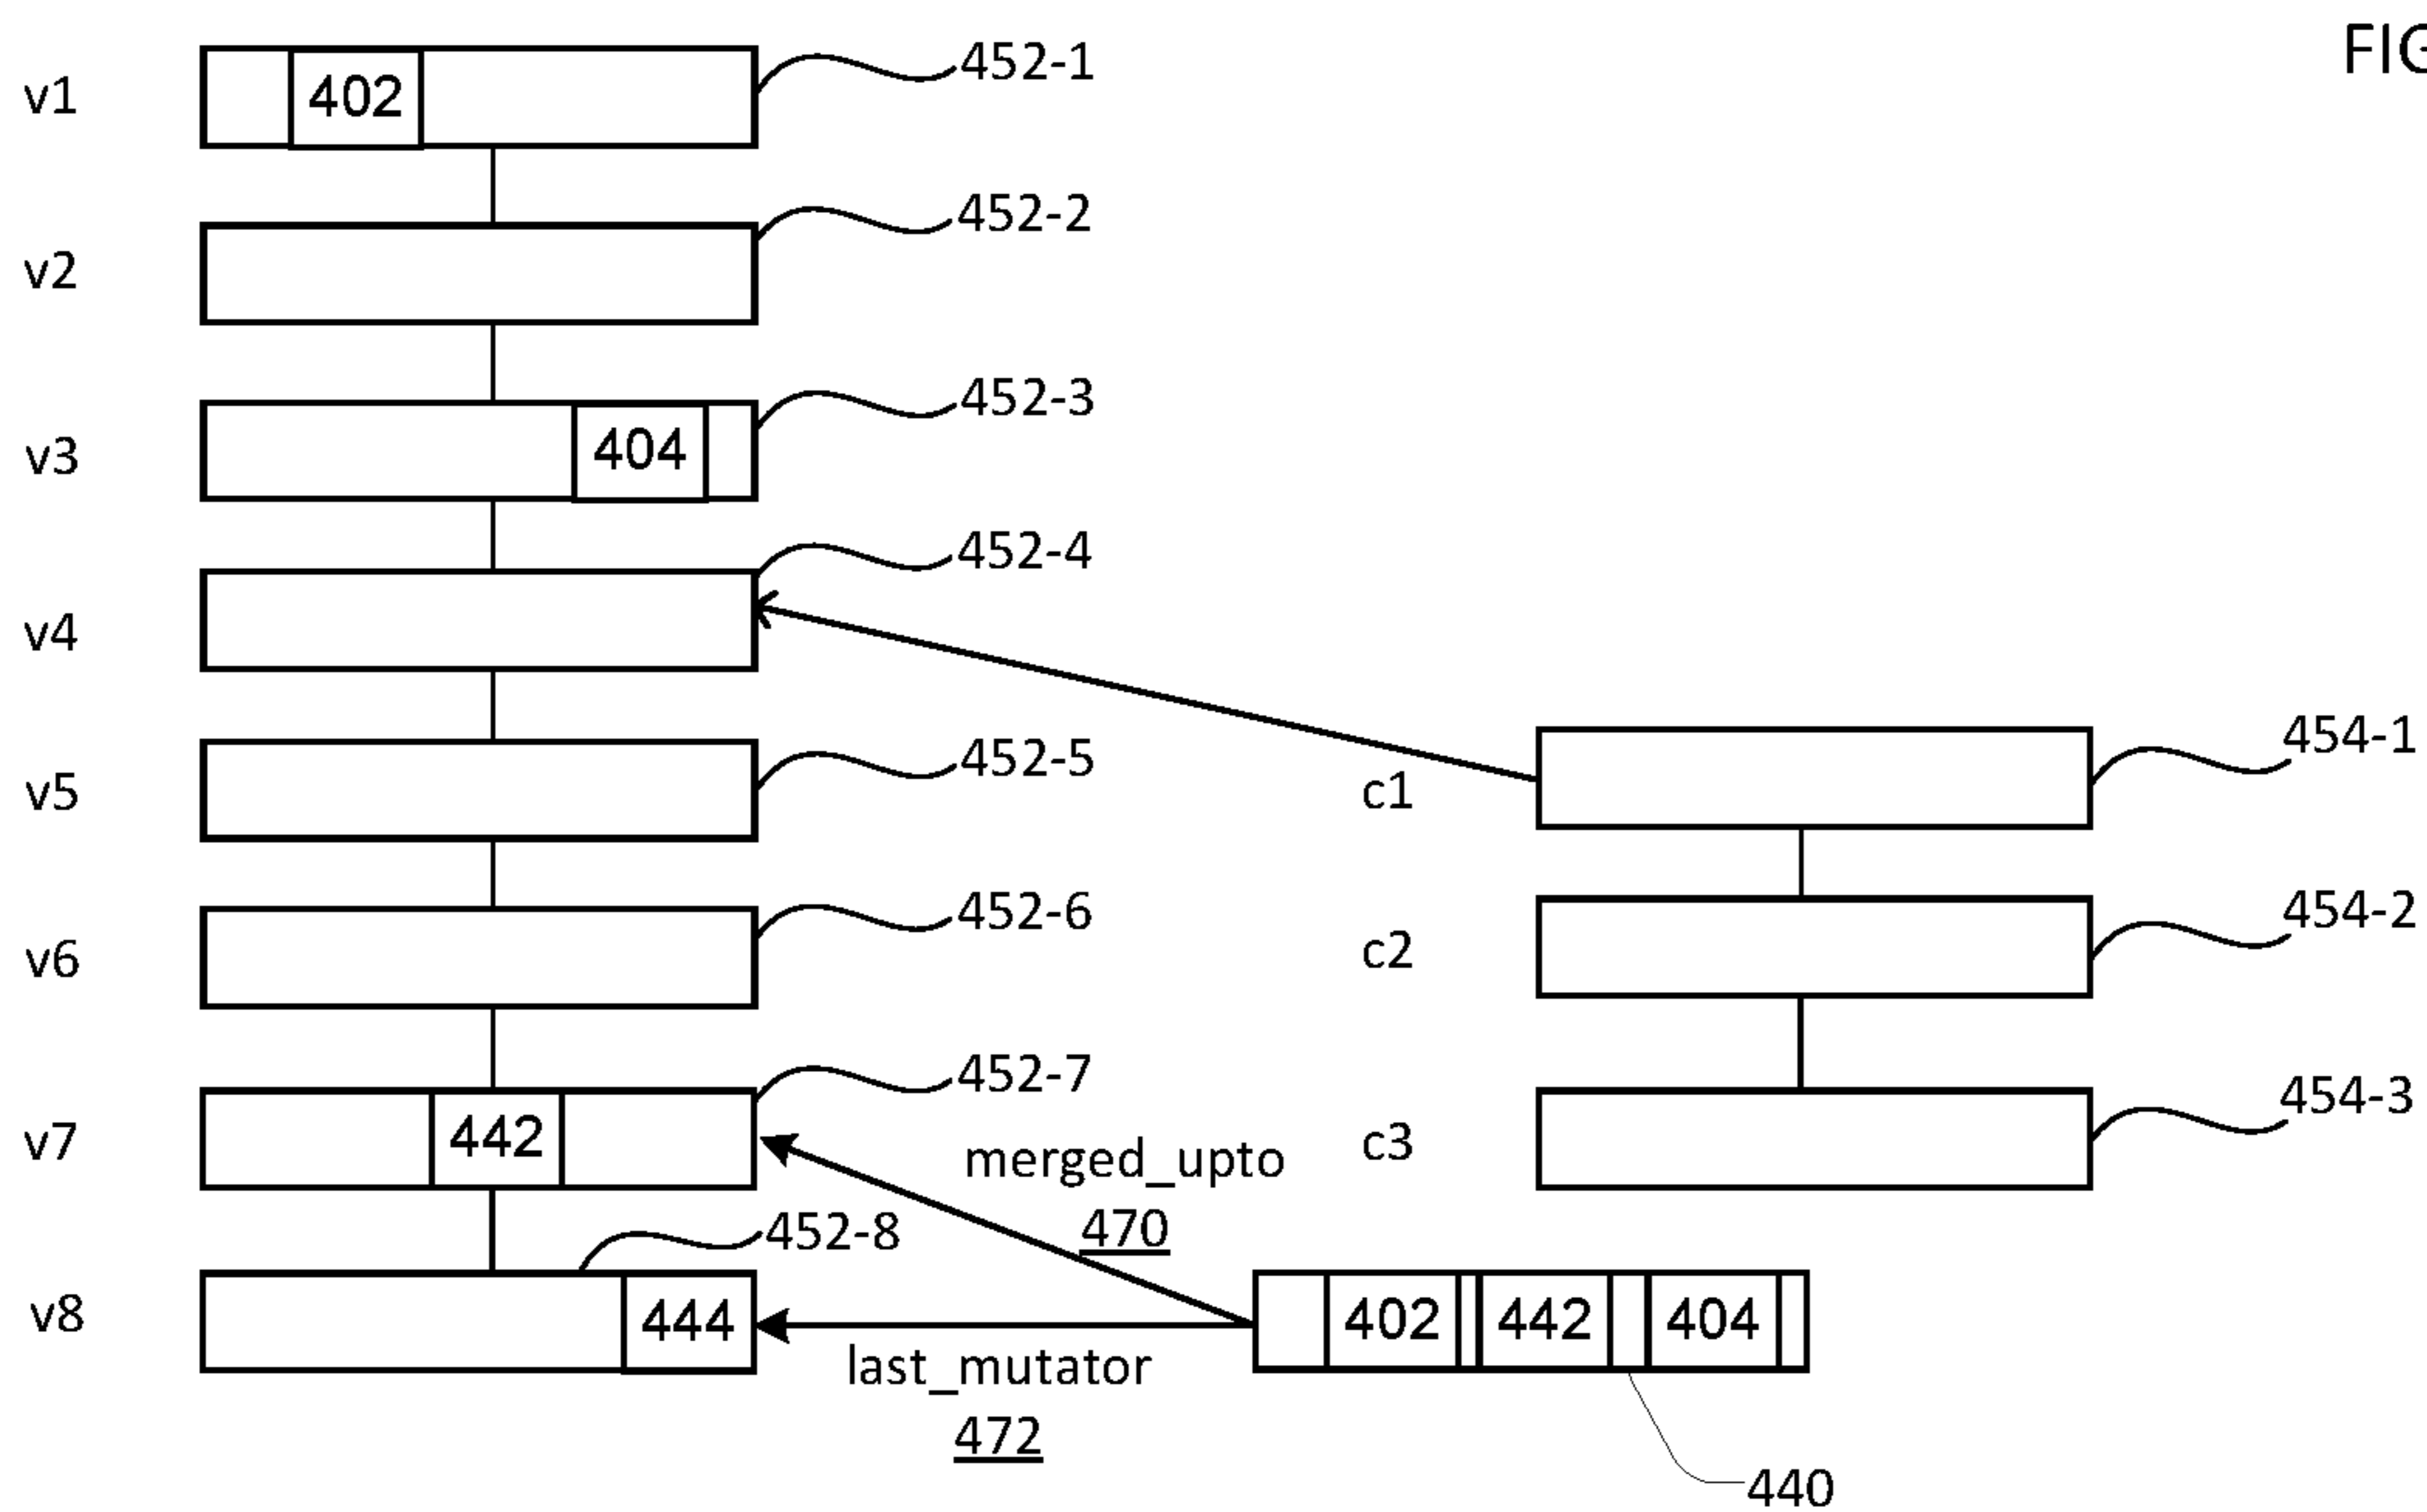 FIG
v1 402 452-1
v2 452-2
v3 404 452-3
v4 452-4
v5 452-5 c1 454-1
v6 452-6 c2 454-2
v7 442 452-7 c3 454-3
merged_upto
470
452-8
v8 444 402 442 404
last_mutator
472
440